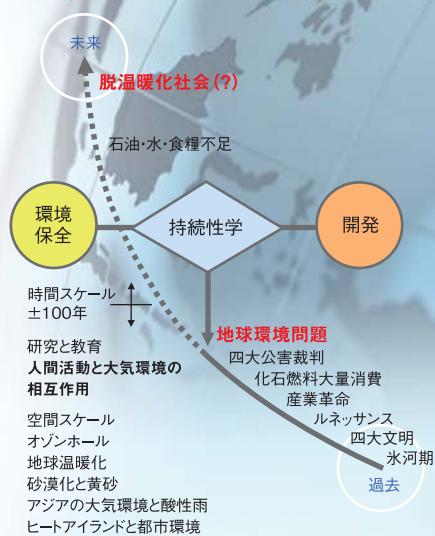 未来
脱温暖化社会(?)
石油・水・食糧不足
環境
保全
持続性学
開発
時間スケール
±100年
地球環境問題
研究と教育
人間活動と大気環境の
相互作用
四大公害裁判
化石燃料大量消費
産業革命
ルネッサンス
四大文明
氷河期
過去
空間スケール
オゾンホール
地球温暖化
砂漠化と黄砂
アジアの大気環境と酸性雨
ヒートアイランドと都市環境